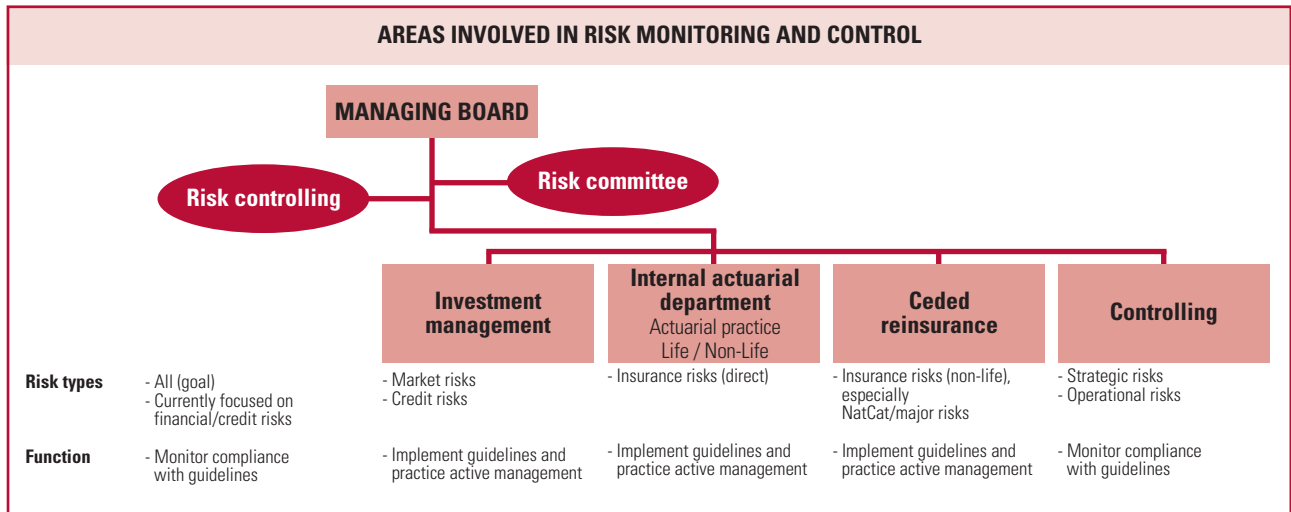 AREAS INVOLVED IN RISK MONITORING AND CONTROL
MANAGING BOARD
Risk controlling
Risk committee
Investment
management
Internal actuarial
department
Actuarial practice
Life / Non-Life
Ceded
reinsurance
Controlling
Risk types
- All (goal)
- Currently focused on
financial/credit risks
- Market risks
- Credit risks
- Insurance risks (direct)
- Insurance risks (non-life),
especially
NatCat/major risks
- Strategic risks
- Operational risks
Function
- Monitor compliance
with guidelines
- Implement guidelines and
practice active management
- Implement guidelines and
practice active management
- Implement guidelines and
practice active management
- Monitor compliance
with guidelines